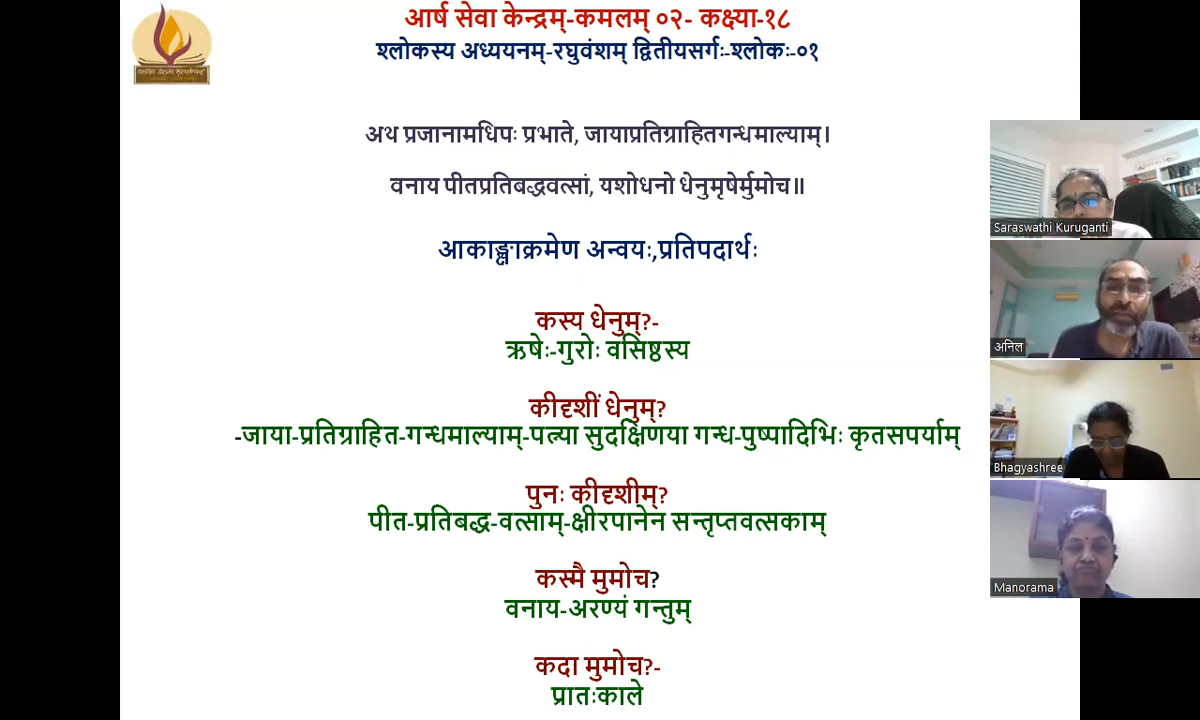 आर्ष सेवा केन्द्रम्-कमलम् ०२- कक्ष्या-१८
श्लोकस्य अध्ययनम्-रघुवंशम् द्वितीयसर्गः-श्लोकः-०१
अथ प्रजानामधिपः प्रभाते, जायाप्रतिग्राहितगन्धमाल्याम्।
वनाय पीतप्रतिबद्धवत्सां, यशोधनो धेनुमृषेर्मुमोच॥
आकाङ्क्षाक्रमेण अन्वयः,प्रतिपदार्थः
कस्य धेनुम्?-
ऋषेः-गुरोः वसिष्ठस्य
कीदृशीं धेनुम्?
-जाया-प्रतिग्राहित-गन्धमाल्याम्-पत्न्या सुदक्षिणया गन्ध-पुष्पादिभिः कृतसपर्याम्
पुनः कीदृशीम्?
पीत-प्रतिबद्ध-वत्साम्-क्षीरपानेन सन्तृप्तवत्सकाम्
कस्मै मुमोच?
वनाय-अरण्यं गन्तुम्
कदा मुमोच?-
प्रातःकाले
Saraswathi Kuruganti
अनिल
Bhagyashree
Manorama